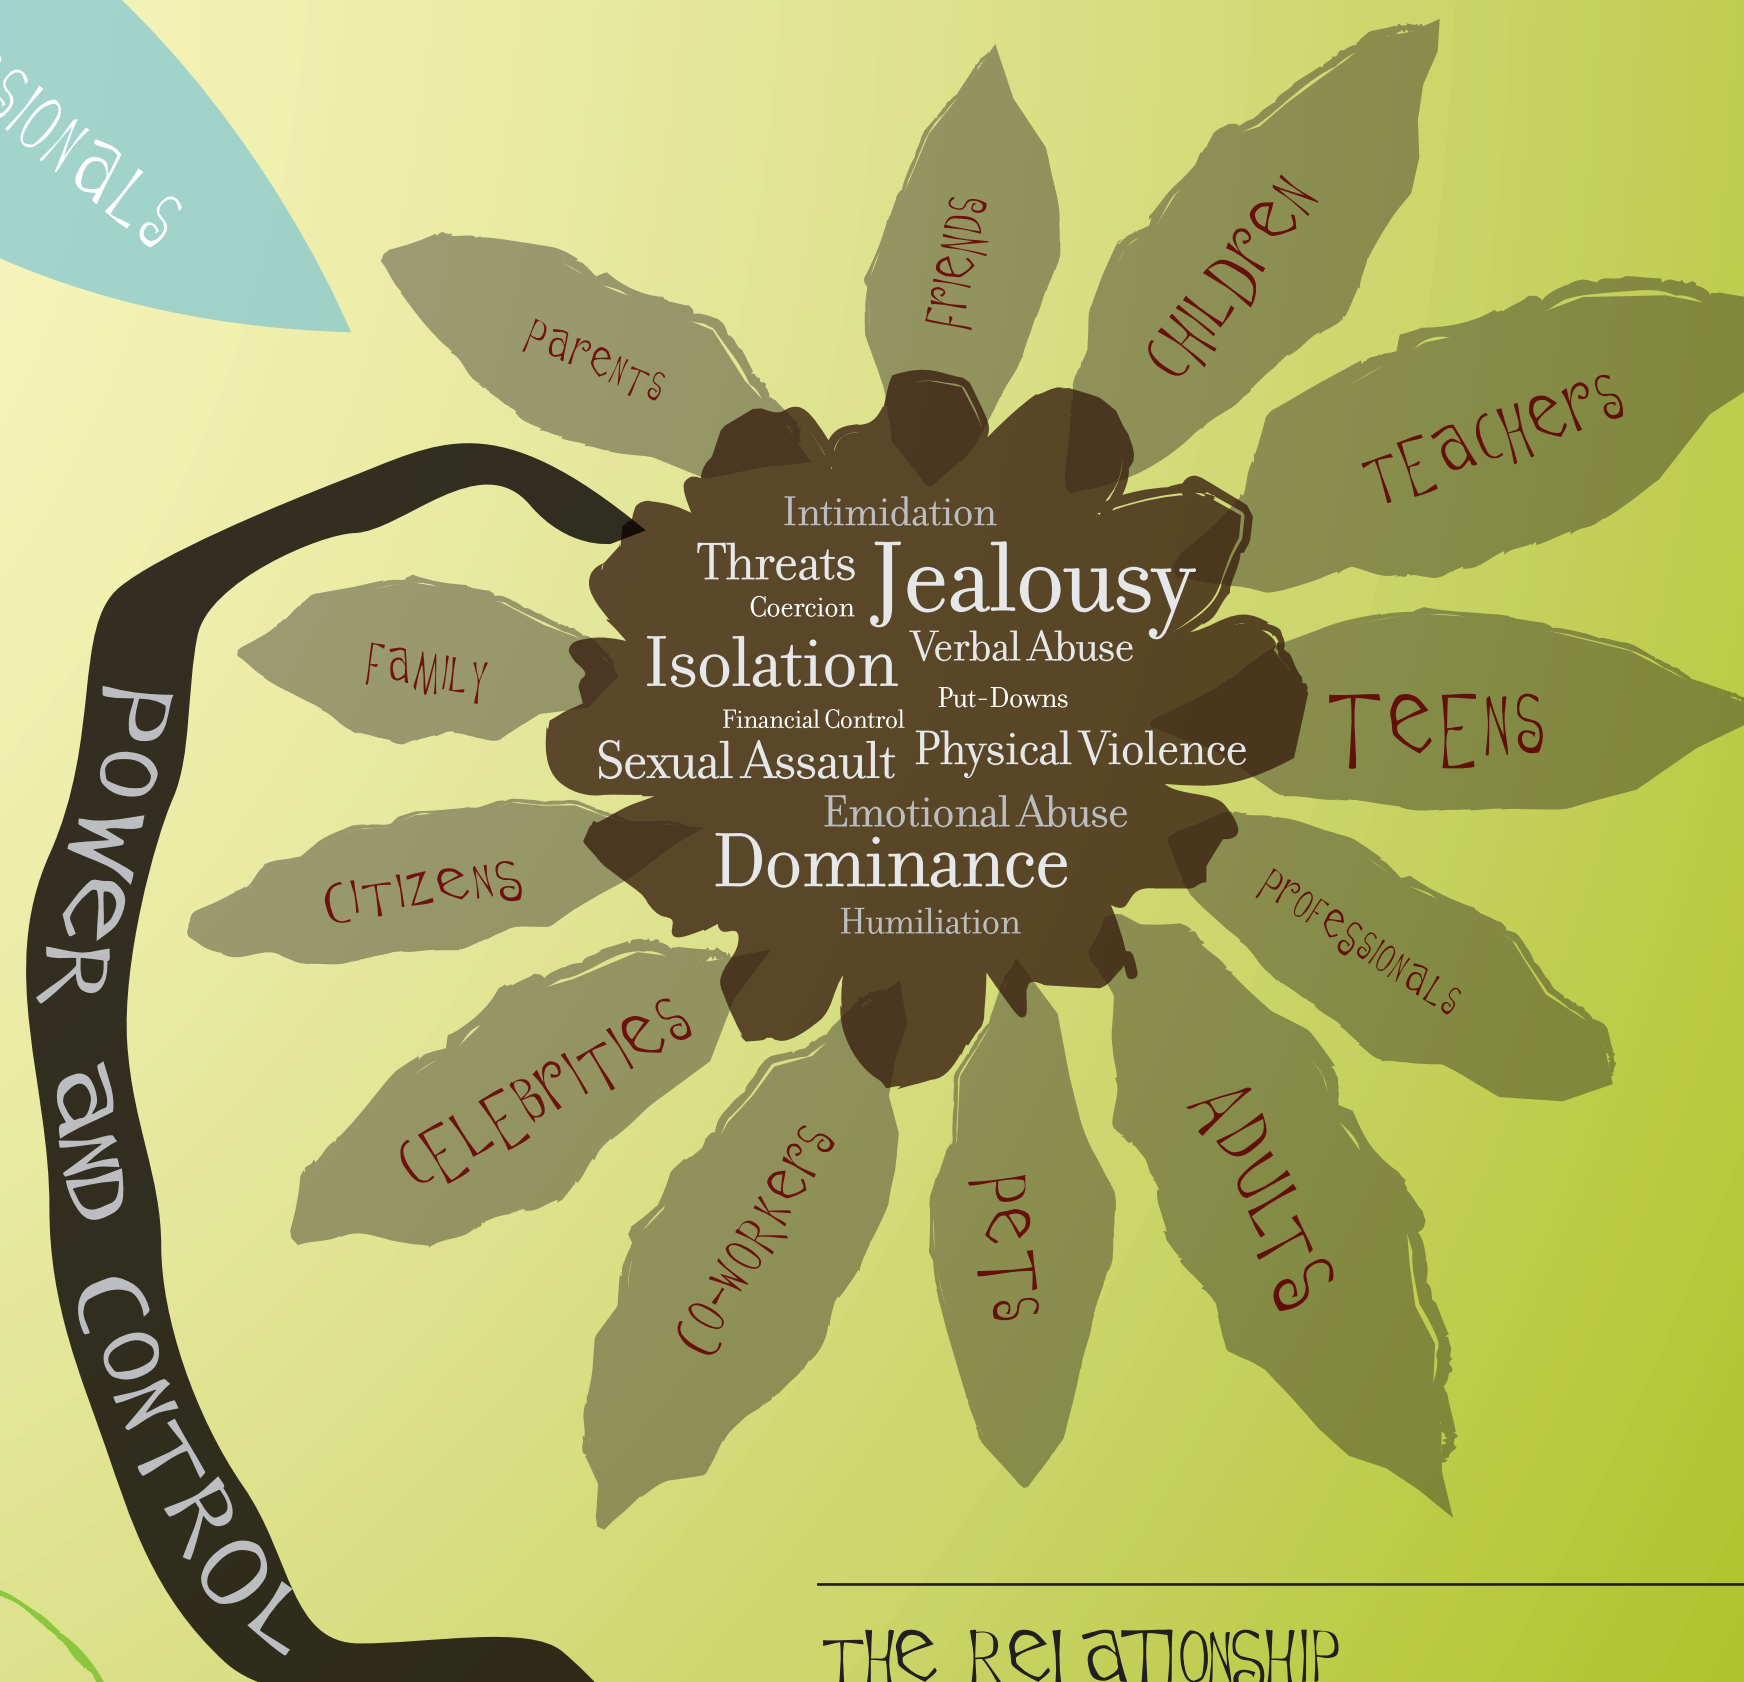 SIONALS
FRIENDS
CHILDREN
PARENTS
TEACHERS
Intimidation
Threats
Jealousy
Coercion
Verbal Abuse
Isolation
FAMILY
Put-Downs
Financial Control
Sexual Assault
Physical Violence
TEENS
Emotional Abuse
Dominance
Humiliation
CITIZENS
PROFESSIONALS
CELEBRITIES
CO-WORKERS
PETS
ADULTS
POWER AND CONTROL
THE RELATIONSHIP